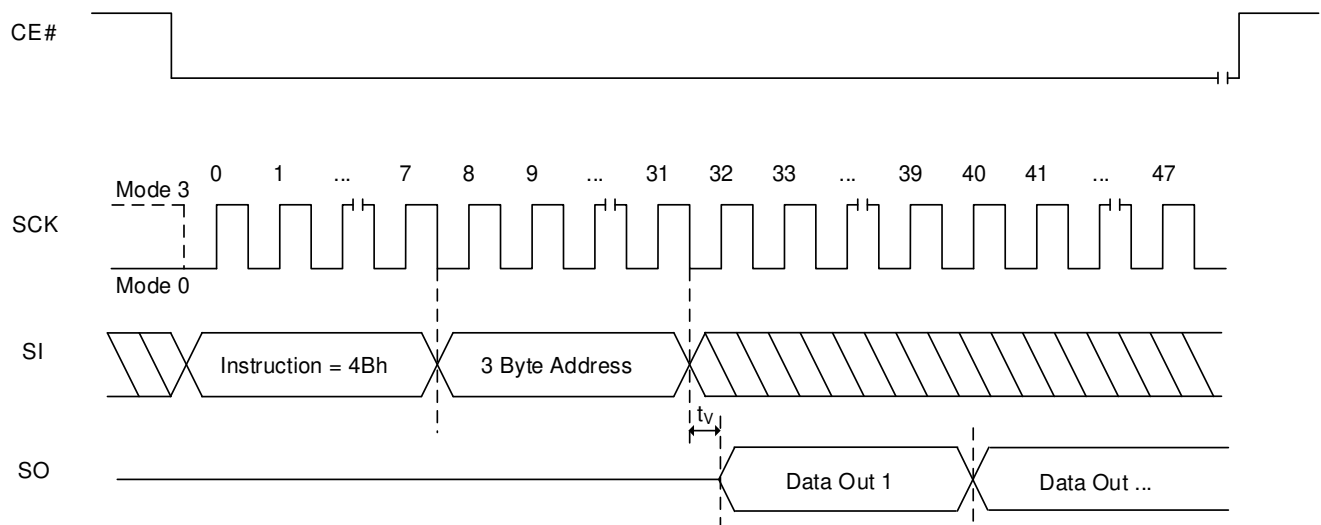 CE#
0 1 ... 7 8 9 ... 31 32 33 ... 39 40 41 ... 47
Mode 3
SCK
Mode 0
SI Instruction = 4Bh 3 Byte Address
tV
SO Data Out 1 Data Out ...